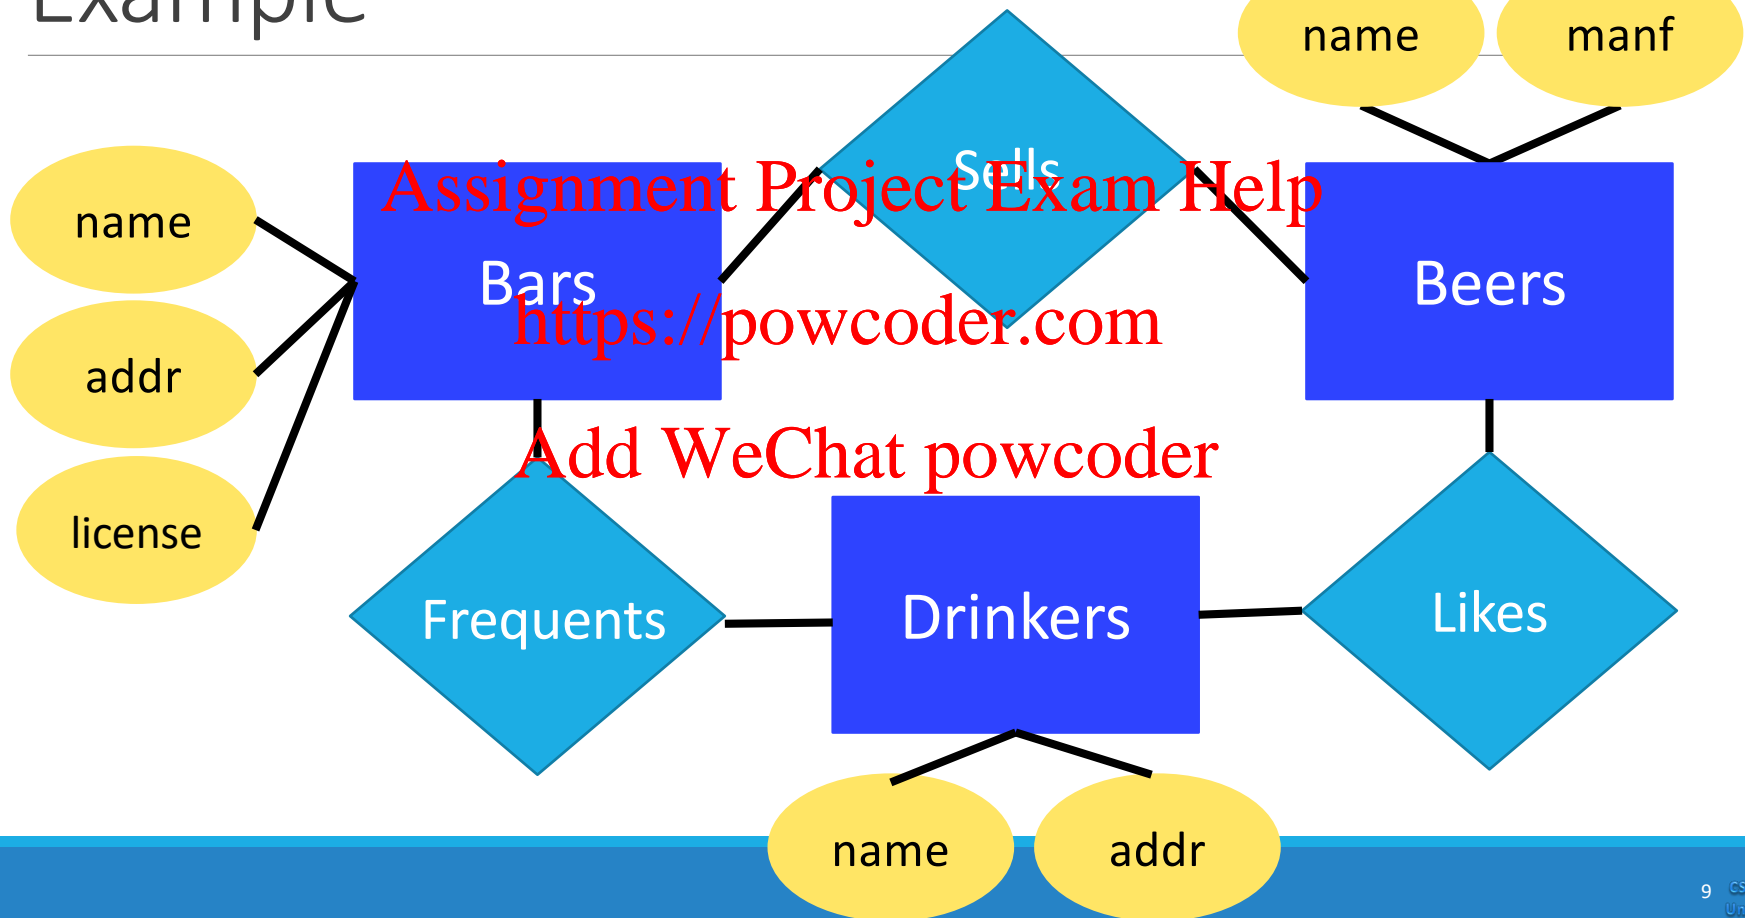 Example
name manf
Sells
Assignment Project Exam Help
name
Bars
Beers
https://powcoder.com
addr
Add WeChat powcoder
license
Frequents
Drinkers
Likes
name addr
9